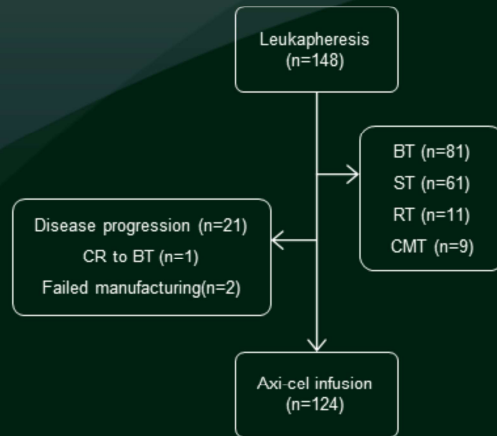 Leukapheresis
(n=148)
BT (n=81)
ST (n=61)
RT (n=11)
CMT (n=9)
Disease progression (n=21)
CR to BT (n=1)
Failed manufacturing(n=2)
Axi-cel infusion
(n=124)